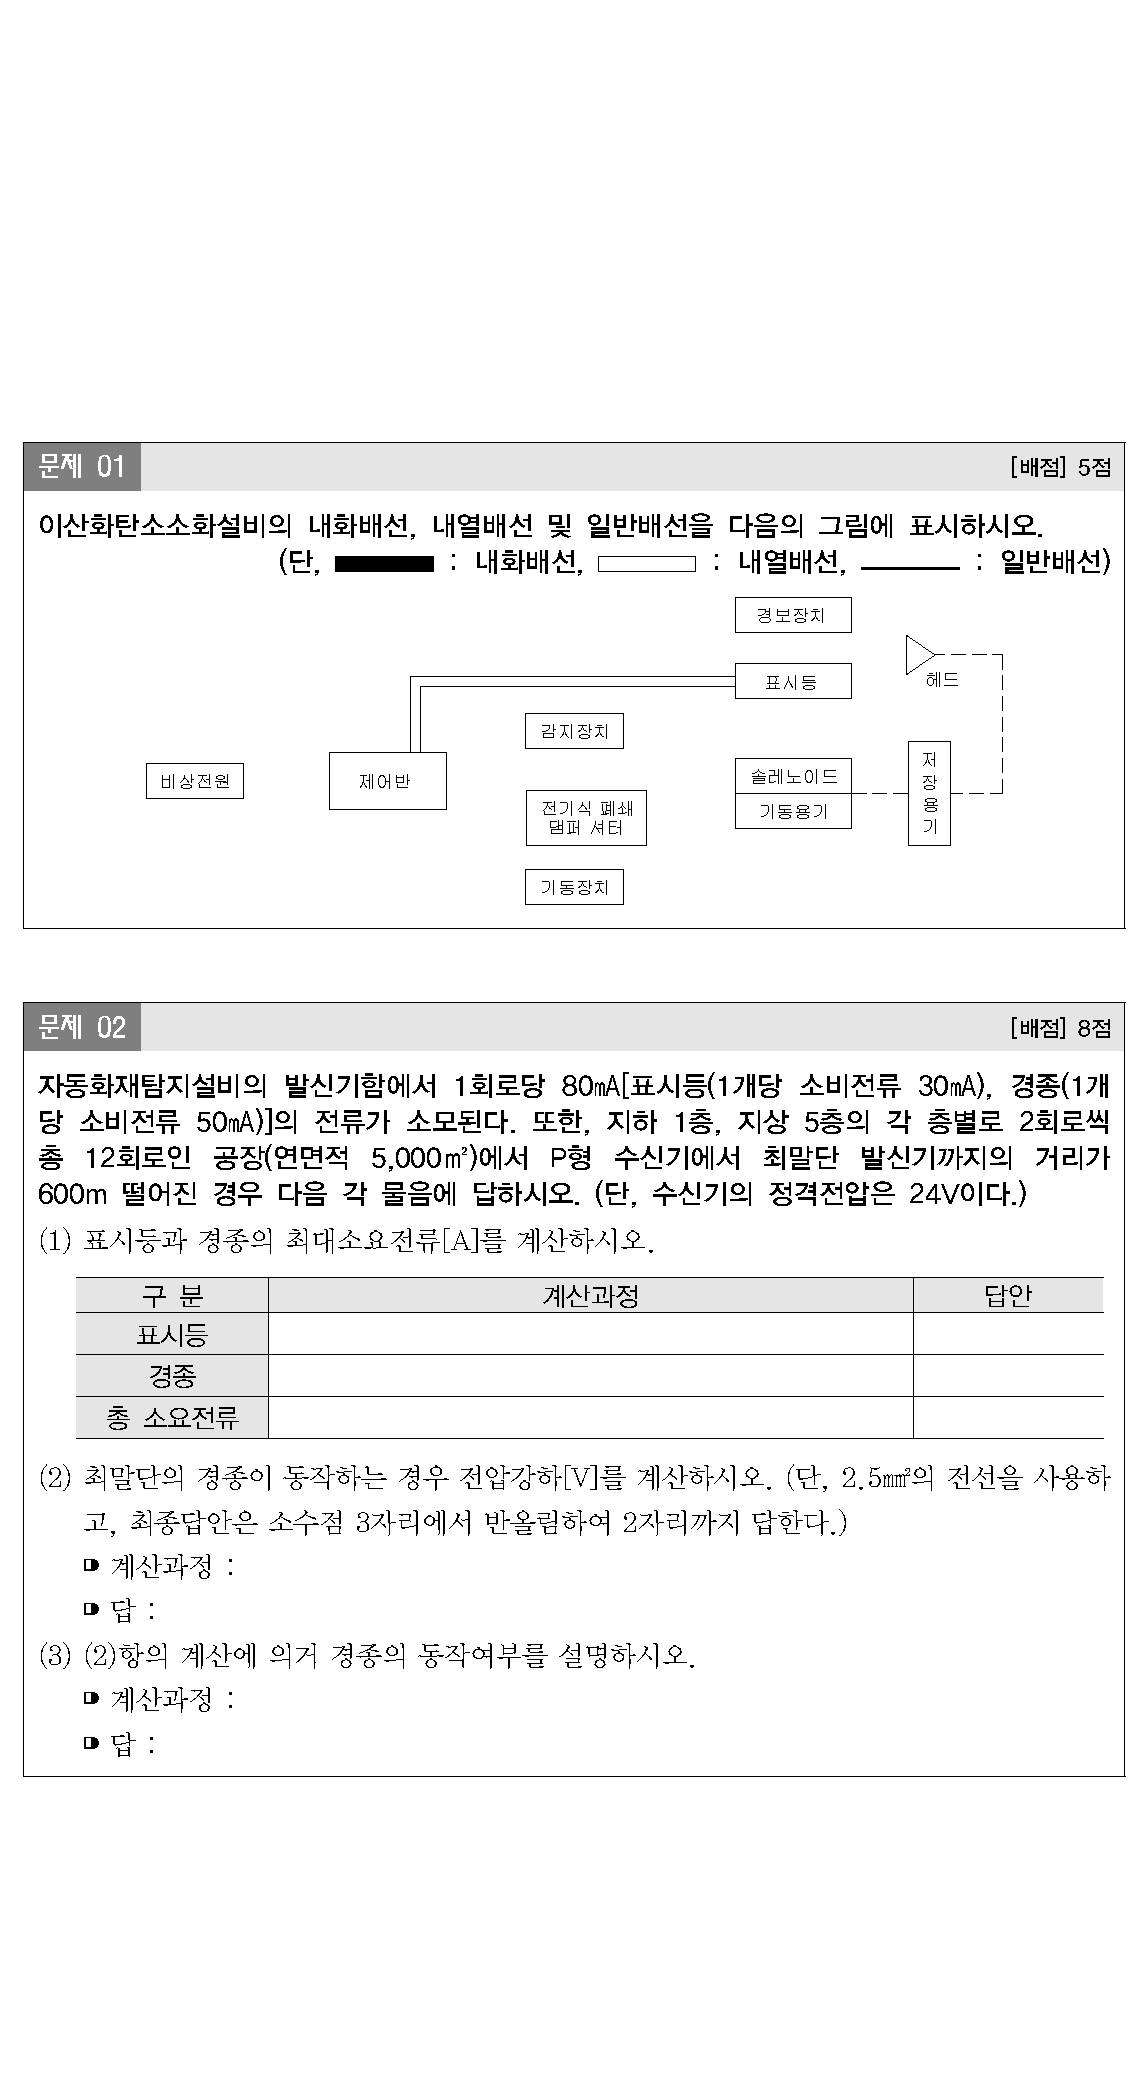 문제 01
[배점] 5점
이산화탄소소화설비의 내화배선, 내열배선 및 일반배선을 다음의 그림에 표시하시오.
(단, : 내화배선, : 내열배선, : 일반배선)
경보장치
표시등
헤드
감지장치
비상전원
제어반
솔레노이드
기동용기
저장용기
전기식 폐쇄
댐퍼 셔터
기동장치
문제 02
[배점] 8점
자동화재탐지설비의 발신기함에서 1회로당 80㎃[표시등(1개당 소비전류 30㎃), 경종(1개
당 소비전류 50㎃)]의 전류가 소모된다. 또한, 지하 1층, 지상 5층의 각 층별로 2회로씩
총 12회로인 공장(연면적 5,000㎡)에서 P형 수신기에서 최말단 발신기까지의 거리가
600m 떨어진 경우 다음 각 물음에 답하시오. (단, 수신기의 정격전압은 24V이다.)
(1) 표시등과 경종의 최대소요전류[A]를 계산하시오.
구 분 계산과정 답안
표시등
경종
총 소요전류
(2) 최말단의 경종이 동작하는 경우 전압강하[V]를 계산하시오. (단, 2.5㎟의 전선을 사용하
고, 최종답안은 소수점 3자리에서 반올림하여 2자리까지 답한다.)
계산과정 :
답 :
(3) (2)항의 계산에 의거 경종의 동작여부를 설명하시오.
계산과정 :
답 :